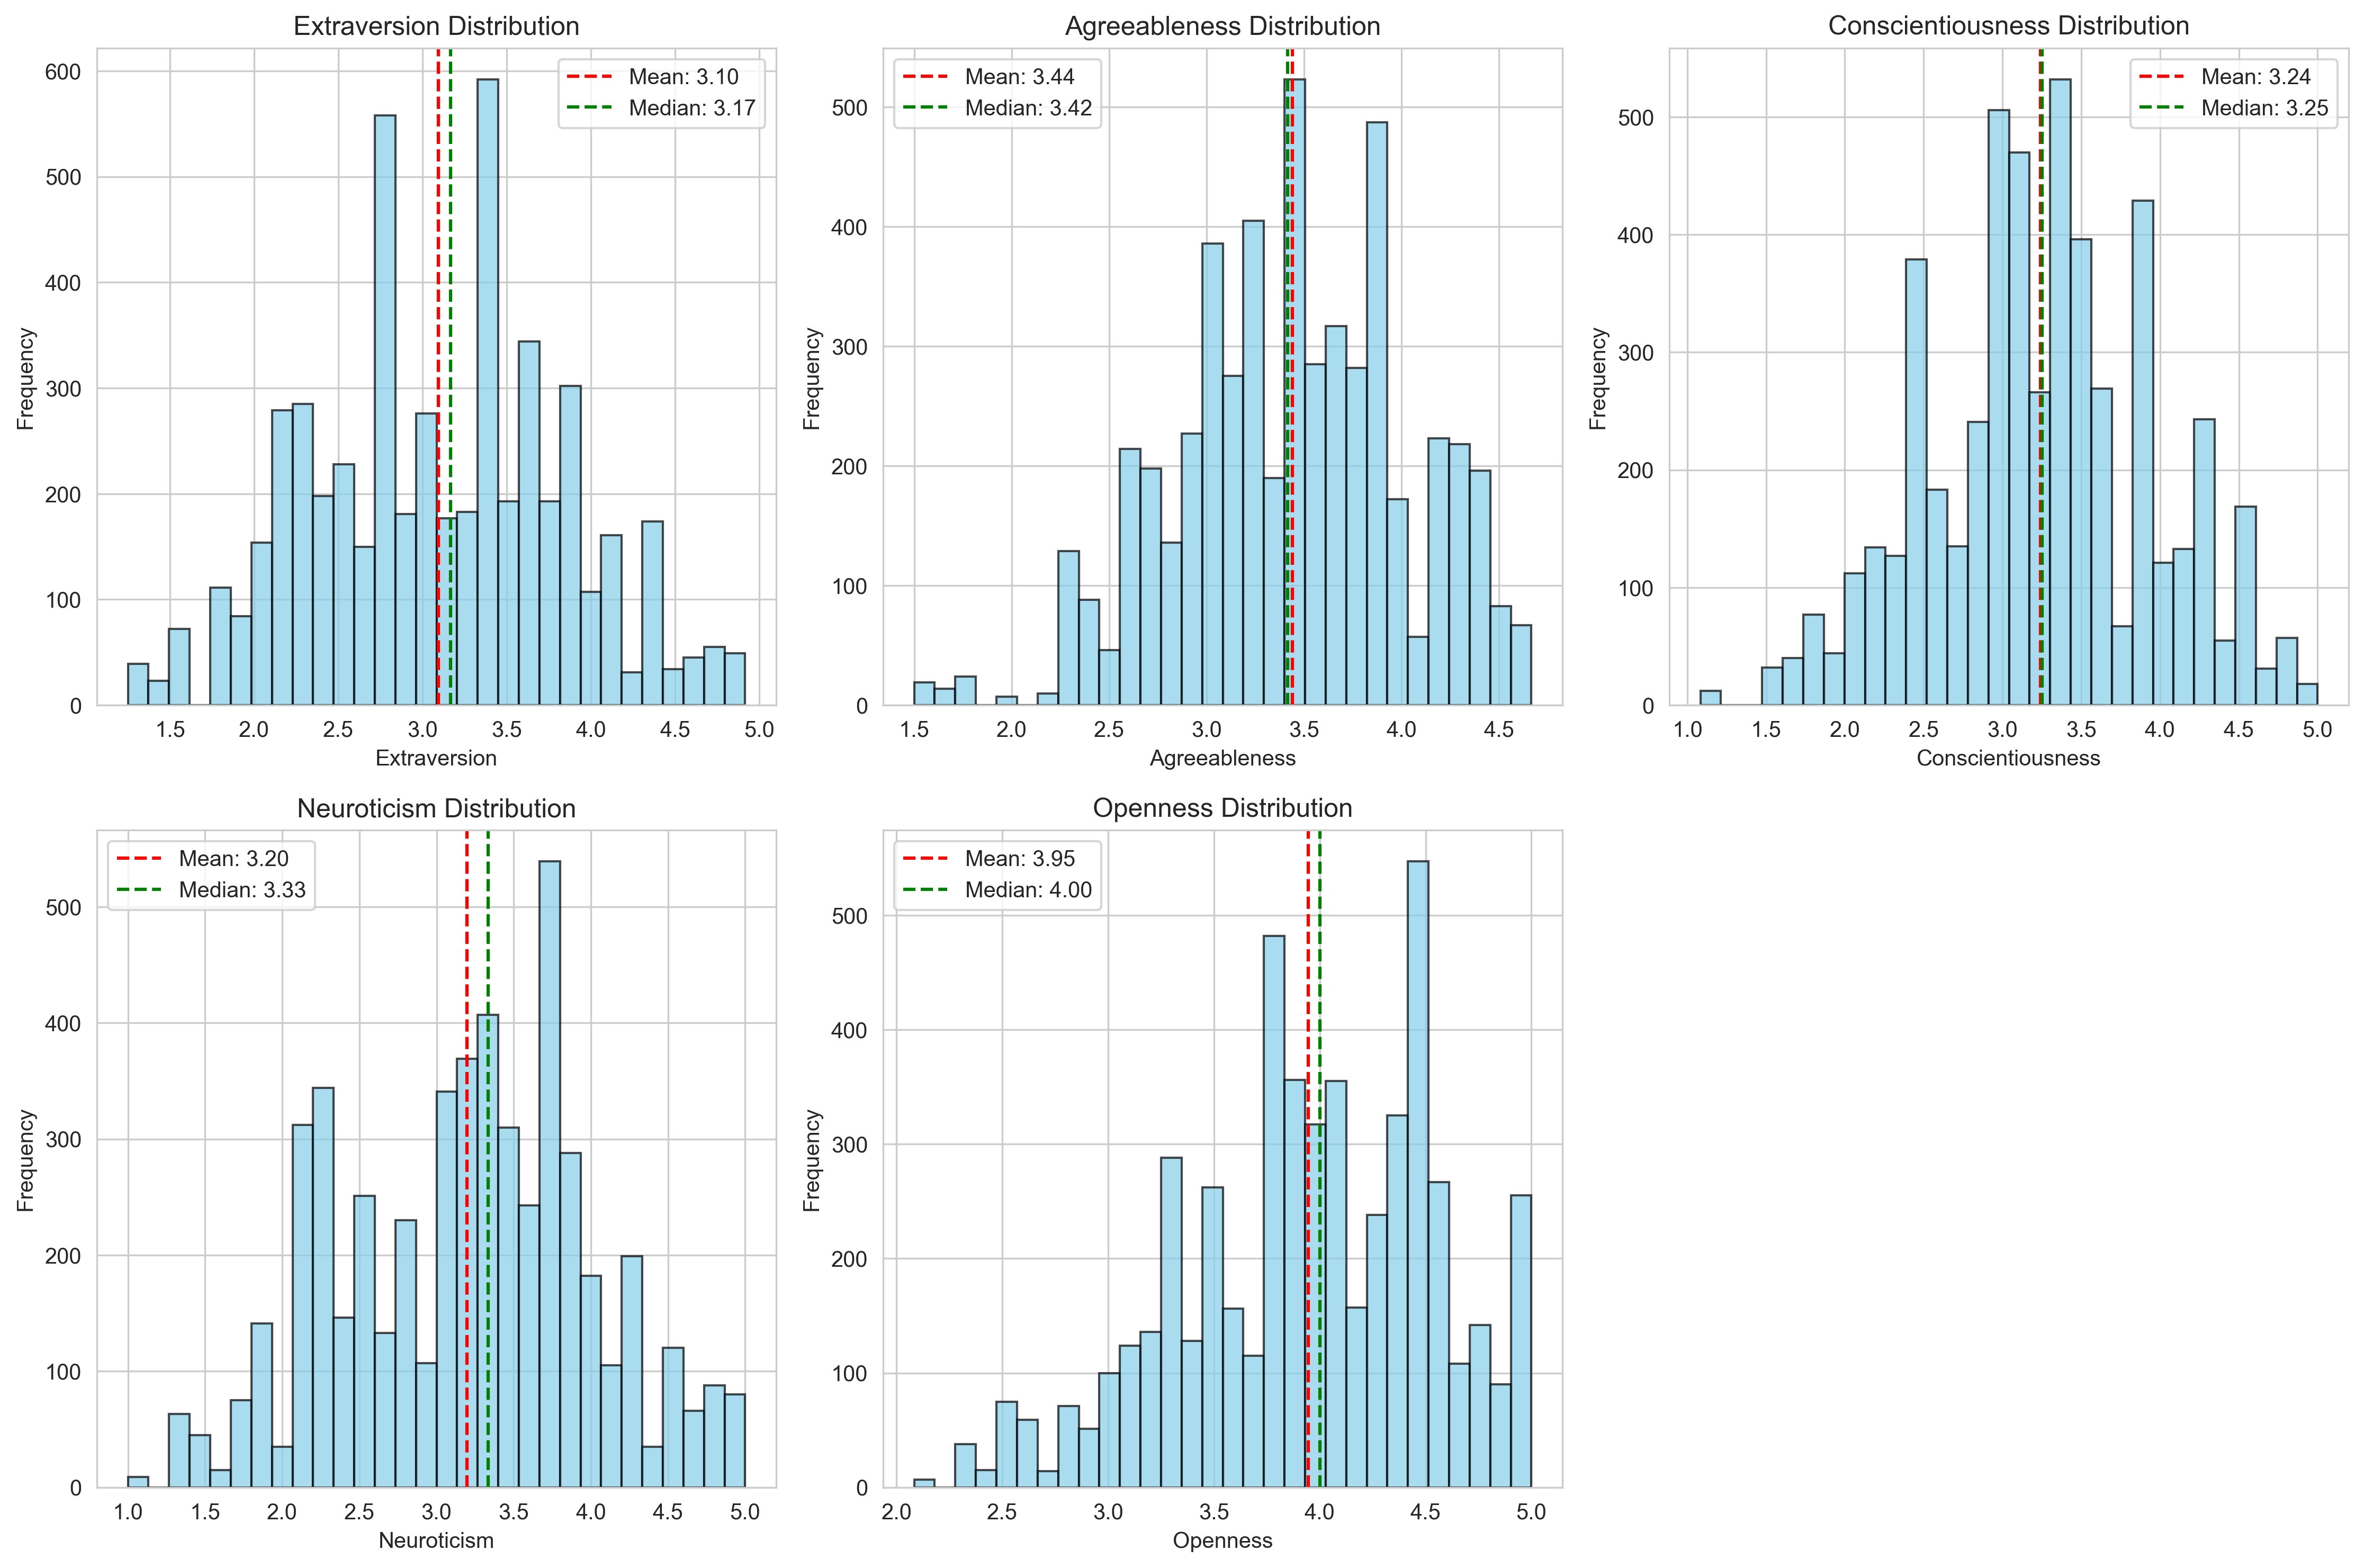 Extraversion Distribution
Mean: 3.10
Median: 3.17
600
500
400
300
200
100
0
Frequency
1.5 2.0 2.5 3.0 3.5 4.0 4.5 5.0
Extraversion
Agreeableness Distribution
Mean: 3.44
Median: 3.42
500
400
300
200
100
0
Frequency
1.5 2.0 2.5 3.0 3.5 4.0 4.5
Agreeableness
Conscientiousness Distribution
Mean: 3.24
Median: 3.25
500
400
300
200
100
0
Frequency
1.0 1.5 2.0 2.5 3.0 3.5 4.0 4.5 5.0
Conscientiousness
Neuroticism Distribution
Mean: 3.20
Median: 3.33
500
400
300
200
100
0
Frequency
1.0 1.5 2.0 2.5 3.0 3.5 4.0 4.5 5.0
Neuroticism
Openness Distribution
Mean: 3.95
Median: 4.00
500
400
300
200
100
0
Frequency
2.0 2.5 3.0 3.5 4.0 4.5 5.0
Openness